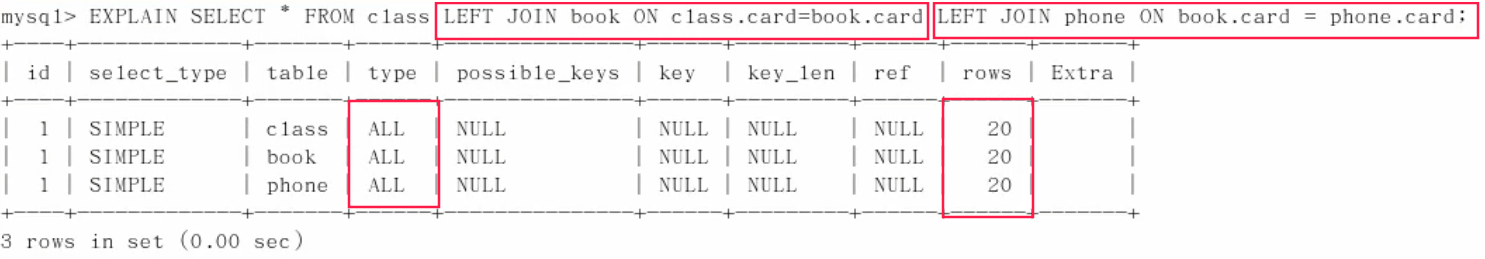 mysql> EXPLAIN SELECT * FROM class LEFT JOIN book ON class.card=book.card LEFT JOIN phone ON book.card = phone.card;
+----+-------------+-------+------+---------------+------+---------+------+------+-------+
| id | select_type | table | type | possible_keys | key | key_len | ref | rows | Extra |
+----+-------------+-------+------+---------------+------+---------+------+------+-------+
| 1 | SIMPLE | class | ALL | NULL | NULL | NULL | NULL | 20 | |
| 1 | SIMPLE | book | ALL | NULL | NULL | NULL | NULL | 20 | |
| 1 | SIMPLE | phone | ALL | NULL | NULL | NULL | NULL | 20 | |
+----+-------------+-------+------+---------------+------+---------+------+------+-------+
3 rows in set (0.00 sec)